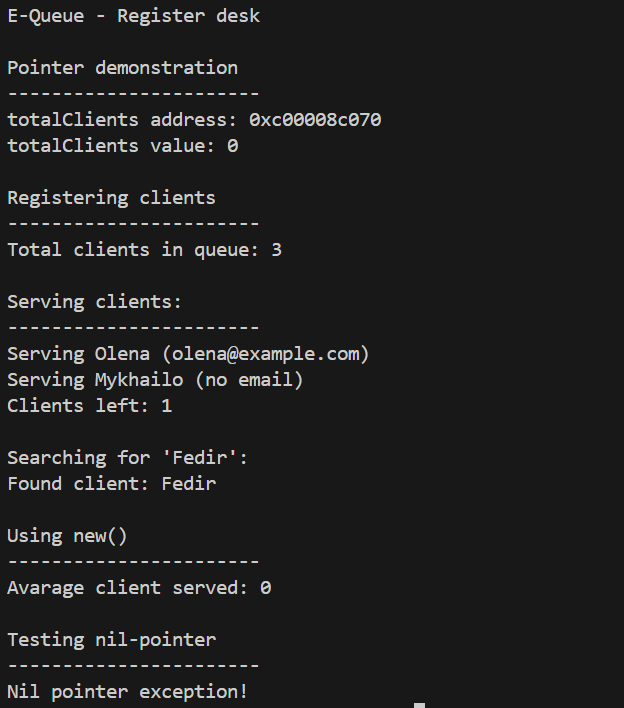 E-Queue - Register desk
Pointer demonstration
-----------------------
totalClients address: 0xc00008c070
totalClients value: 0
Registering clients
-----------------------
Total clients in queue: 3
Serving clients:
-----------------------
Serving Olena (olena@example.com)
Serving Mykhailo (no email)
Clients left: 1
Searching for 'Fedir':
Found client: Fedir
Using new()
-----------------------
Avarage client served: 0
Testing nil-pointer
-----------------------
Nil pointer exception!